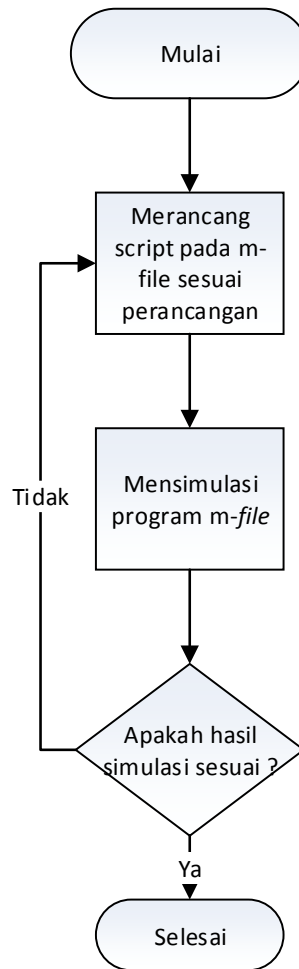 Mulai
Merancang
script pada m-
file sesuai
perancangan
Mensimulasi
program m-file
Tidak
Apakah hasil
simulasi sesuai ?
Ya
Selesai